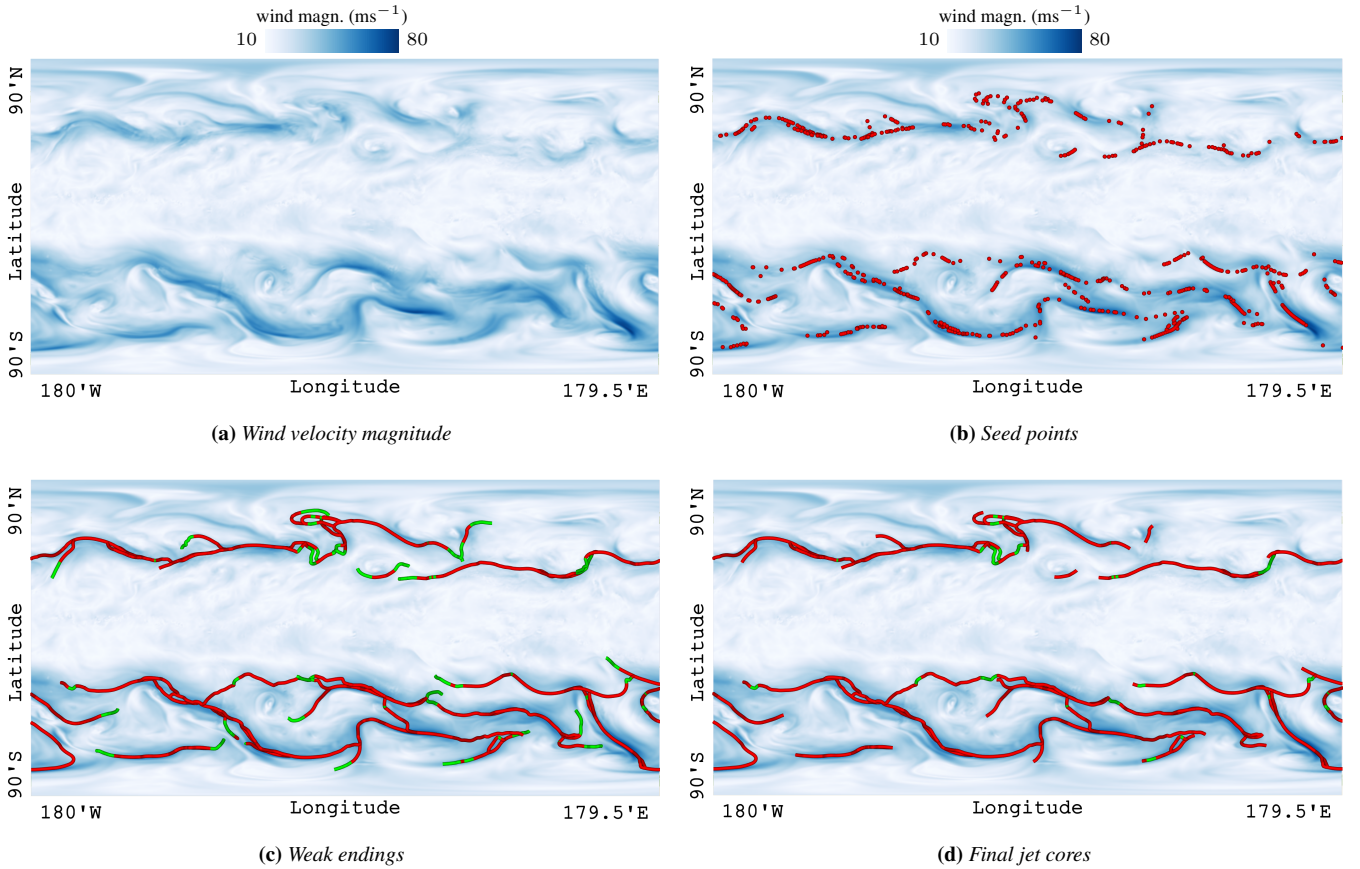 wind magn. (ms⁻¹)
10 80
90'N
Latitude
90'S
180'W Longitude 179.5'E
(a) Wind velocity magnitude
wind magn. (ms⁻¹)
10 80
90'N
Latitude
90'S
180'W Longitude 179.5'E
(b) Seed points
90'N
Latitude
90'S
180'W Longitude 179.5'E
(c) Weak endings
90'N
Latitude
90'S
180'W Longitude 179.5'E
(d) Final jet cores